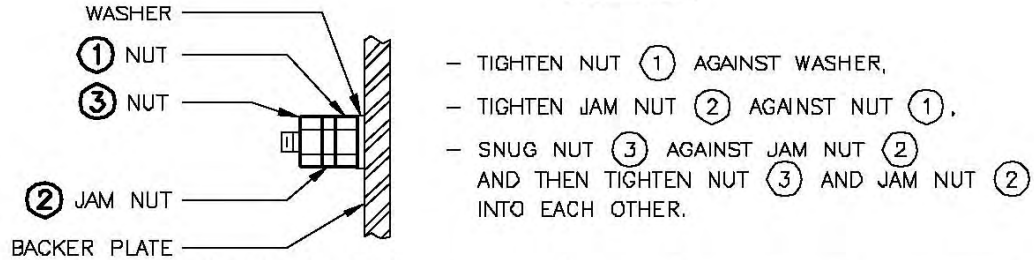 WASHER
① NUT
③ NUT
② JAM NUT
BACKER PLATE
– TIGHTEN NUT ① AGAINST WASHER,
– TIGHTEN JAM NUT ② AGAINST NUT ①,
– SNUG NUT ③ AGAINST JAM NUT ②
AND THEN TIGHTEN NUT ③ AND JAM NUT ②
INTO EACH OTHER.